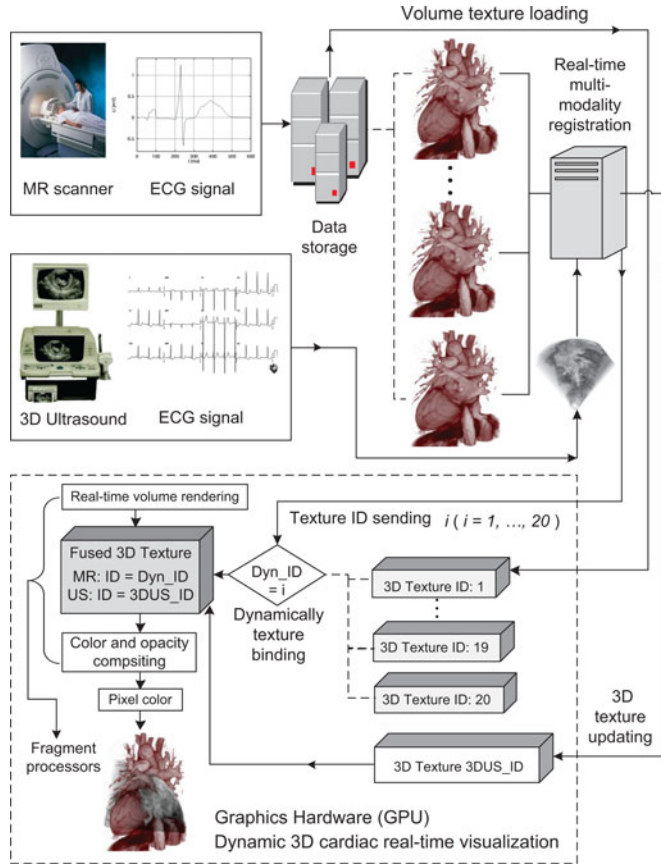 Volume texture loading
MR scanner
ECG signal
Data
storage
Real-time
multi-
modality
registration
3D Ultrasound
ECG signal
Real-time volume rendering
Fused 3D Texture
MR: ID = Dyn_ID
US: ID = 3DUS_ID
Color and opacity
compsiting
Pixel color
Fragment
processors
Texture ID sending
i ( i = 1, …, 20 )
Dyn_ID
= i
Dynamically
texture
binding
3D Texture ID: 1
3D Texture ID: 19
3D Texture ID: 20
3D Texture 3DUS_ID
3D
texture
updating
Graphics Hardware (GPU)
Dynamic 3D cardiac real-time visualization